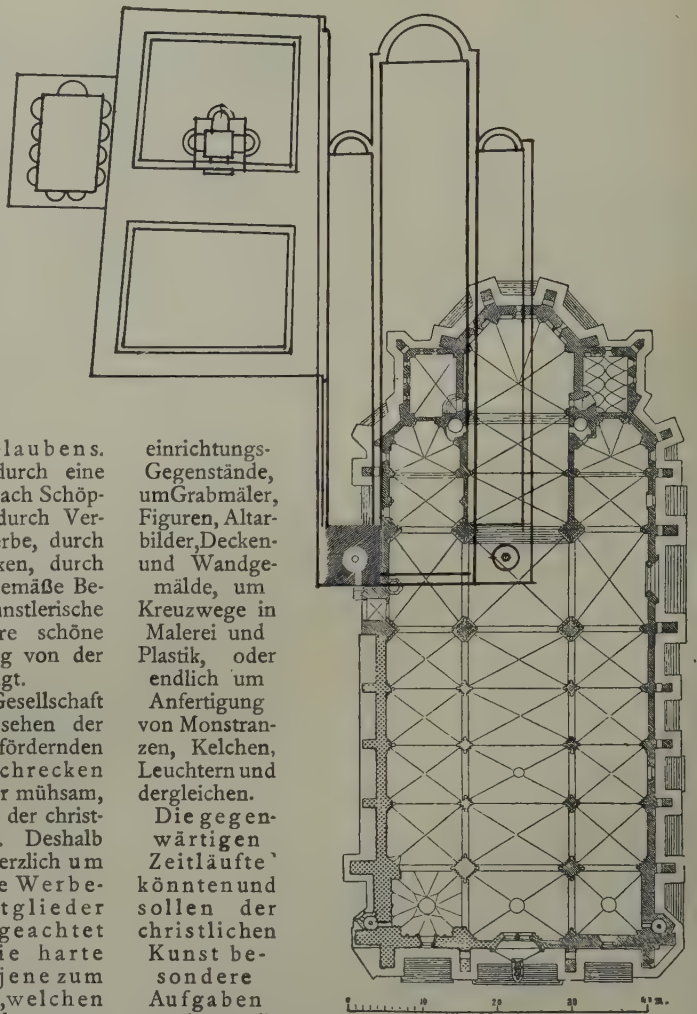 laubens.
durch eine
ach Schöp-
durch Ver-
erbe, durch
ken, durch
gemäße Be-
ünstlerische
re schöne
g von der
gt.
Gesellschaft
sehen der
fördernden
chrecken
r mühsam,
der christ-
. Deshalb
erzlich um
e Werbe-
tglieder
geachtet
ie harte
jene zum
,welchen
einrichtungs-
Gegenstände,
umGrabmäler,
Figuren, Altar-
bilder,Decken-
und Wandge-
mälde, um
Kreuzwege in
Malerei und
Plastik, oder
endlich um
Anfertigung
von Monstran-
zen, Kelchen,
Leuchtern und
dergleichen.
Die gegen-
wärtigen
Zeitläufte
könnten und
sollen der
christlichen
Kunst be-
sondere
Aufgaben
0 10 20 30